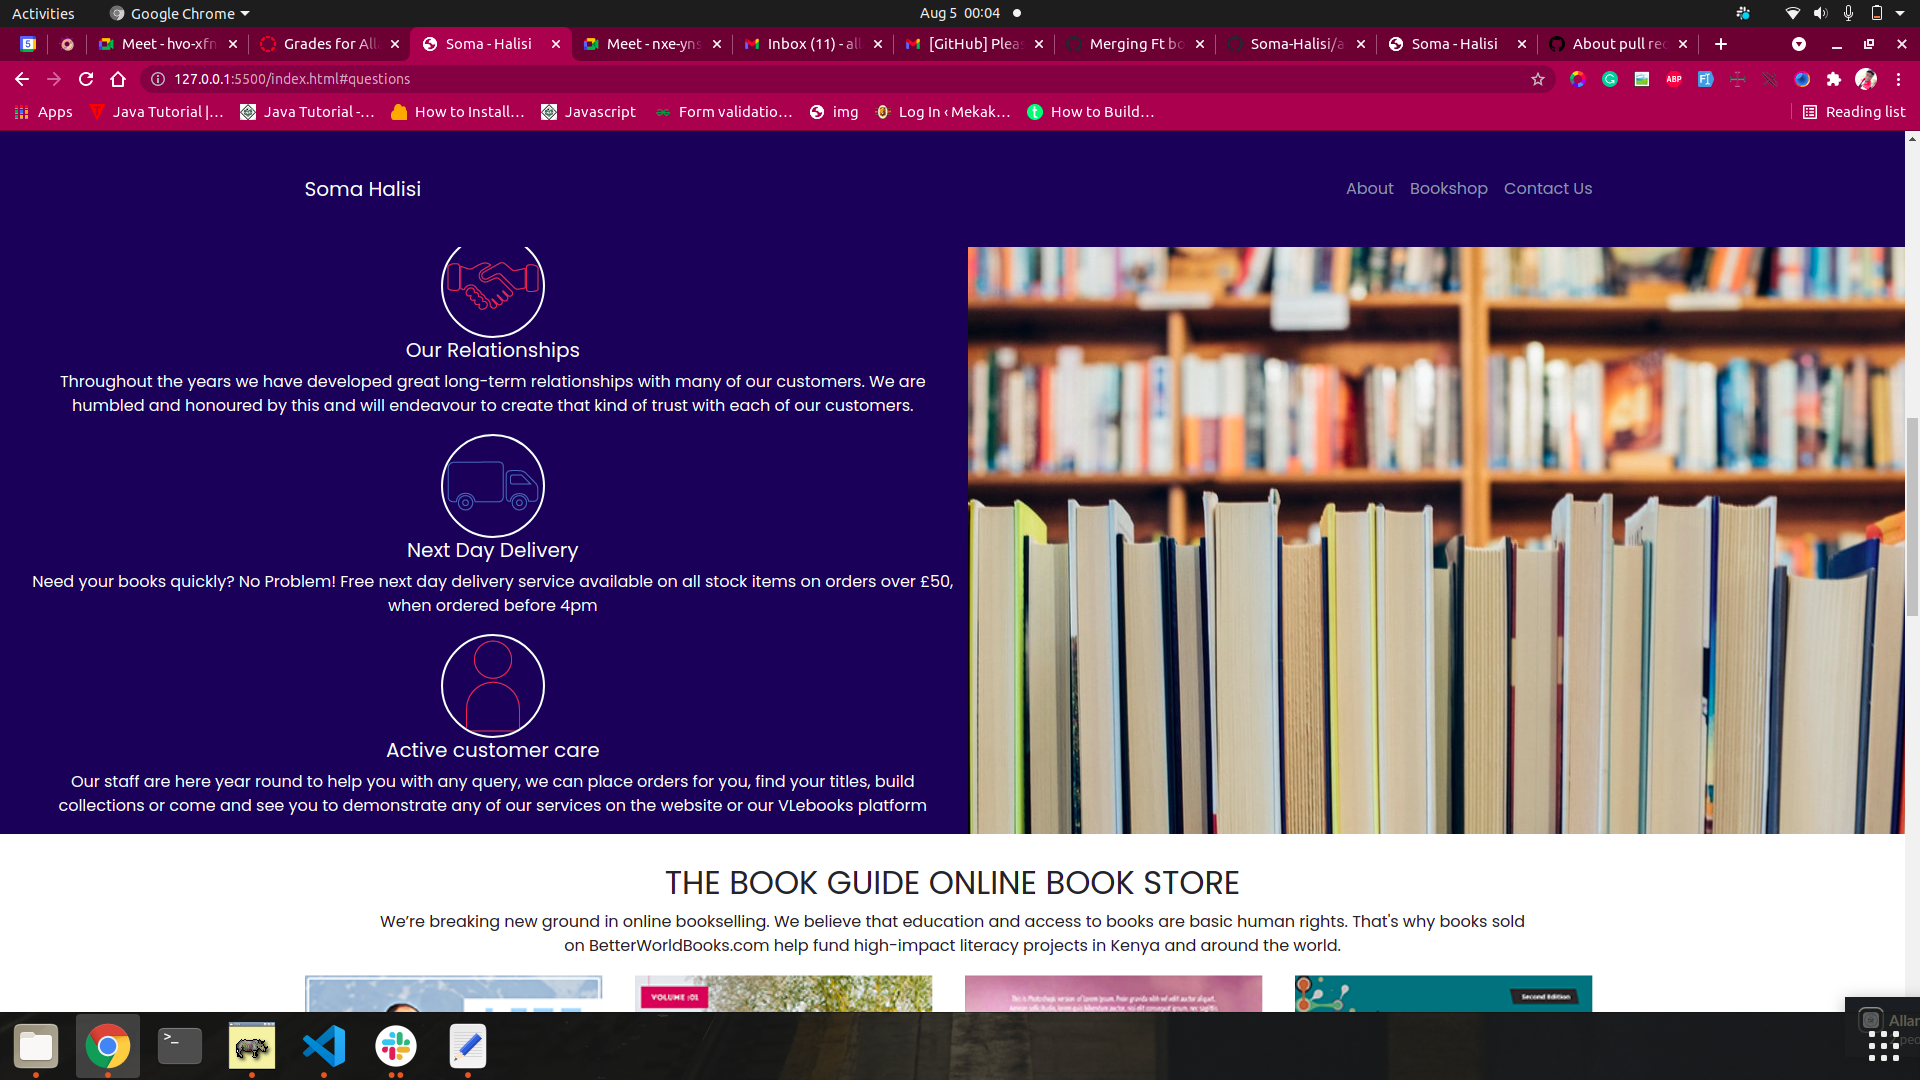 Activities
Google Chrome
Aug 5 00:04
5
Meet - hvo-xfn
Grades for All
Soma - Halisi
Meet - nxe-yns
Inbox (11) - all
[GitHub] Pleas
Merging Ft bo
Soma-Halisi/a
Soma - Halisi
About pull rec
127.0.0.1:5500/index.html#questions
ABP
Apps
Java Tutorial |...
Java Tutorial -...
How to Install...
Javascript
Form validatio...
img
Log In ‹ Mekak...
How to Build...
Reading list
Soma Halisi
About
Bookshop
Contact Us
Our Relationships
Throughout the years we have developed great long-term relationships with many of our customers. We are
humbled and honoured by this and will endeavour to create that kind of trust with each of our customers.
Next Day Delivery
Need your books quickly? No Problem! Free next day delivery service available on all stock items on orders over £50,
when ordered before 4pm
Active customer care
Our staff are here year round to help you with any query, we can place orders for you, find your titles, build
collections or come and see you to demonstrate any of our services on the website or our VLebooks platform
THE BOOK GUIDE ONLINE BOOK STORE
We’re breaking new ground in online bookselling. We believe that education and access to books are basic human rights. That's why books sold
on BetterWorldBooks.com help fund high-impact literacy projects in Kenya and around the world.
VOLUME :01
Second Edition
Allan